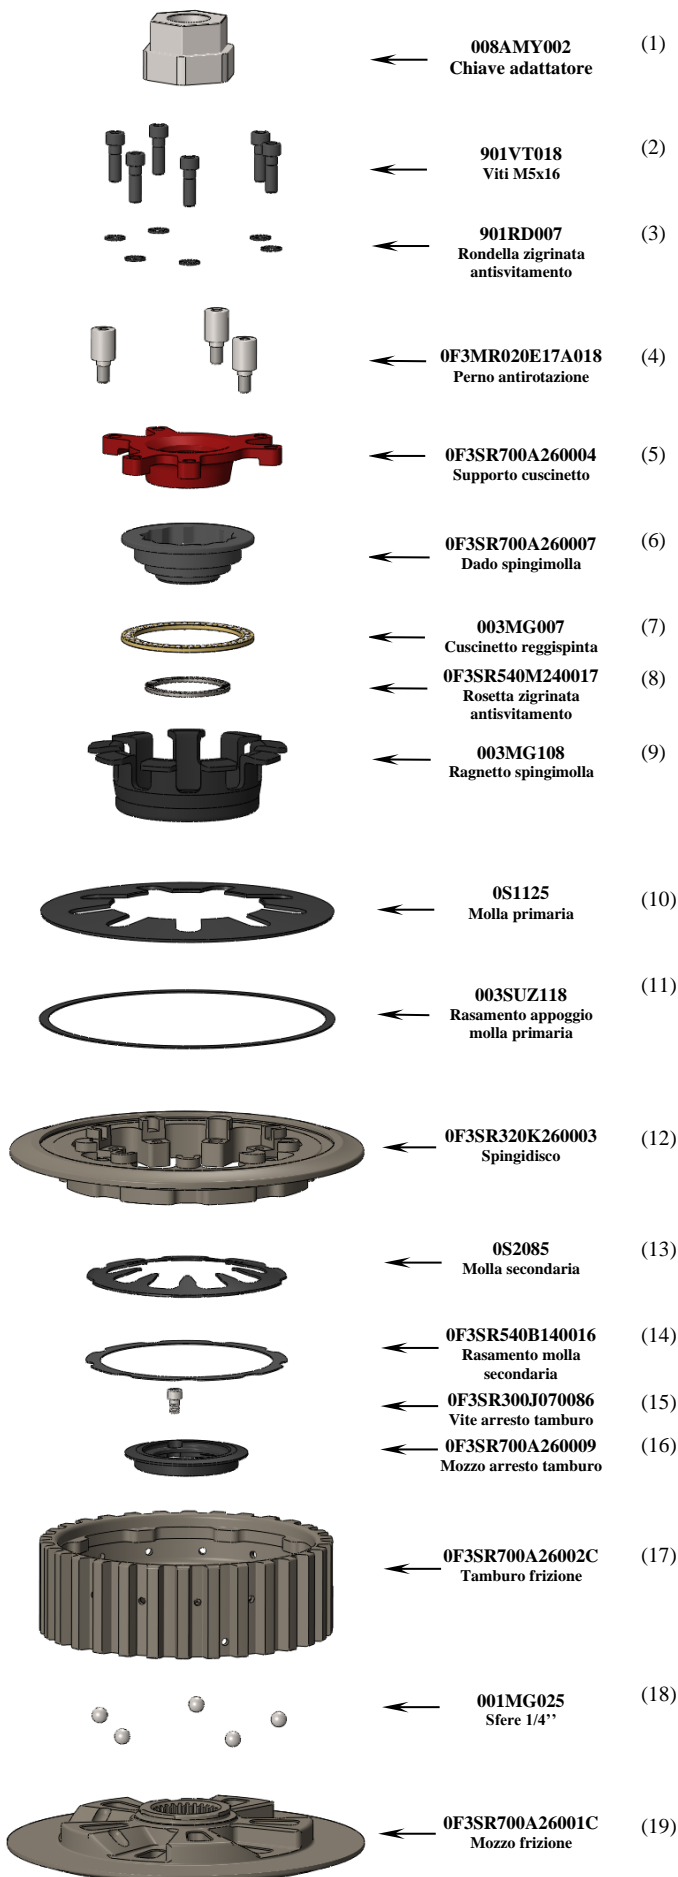 008AMY002 (1)
Chiave adattatore
901VT018 (2)
Viti M5x16
901RD007 (3)
Rondella zigrinata
antisvitamento
0F3MR020E17A018 (4)
Perno antirotazione
0F3SR700A260004 (5)
Supporto cuscinetto
0F3SR700A260007 (6)
Dado spingimolla
003MG007 (7)
Cuscinetto reggispinta
0F3SR540M240017 (8)
Rosetta zigrinata
antisvitamento
003MG108 (9)
Ragnetto spingimolla
0S1125 (10)
Molla primaria
003SUZ118 (11)
Rasamento appoggio
molla primaria
0F3SR320K260003 (12)
Spingidisco
0S2085 (13)
Molla secondaria
0F3SR540B140016 (14)
Rasamento molla
secondaria
0F3SR300J070086 (15)
Vite arresto tamburo
0F3SR700A260009 (16)
Mozzo arresto tamburo
0F3SR700A26002C (17)
Tamburo frizione
001MG025 (18)
Sfere 1/4’’
0F3SR700A26001C (19)
Mozzo frizione